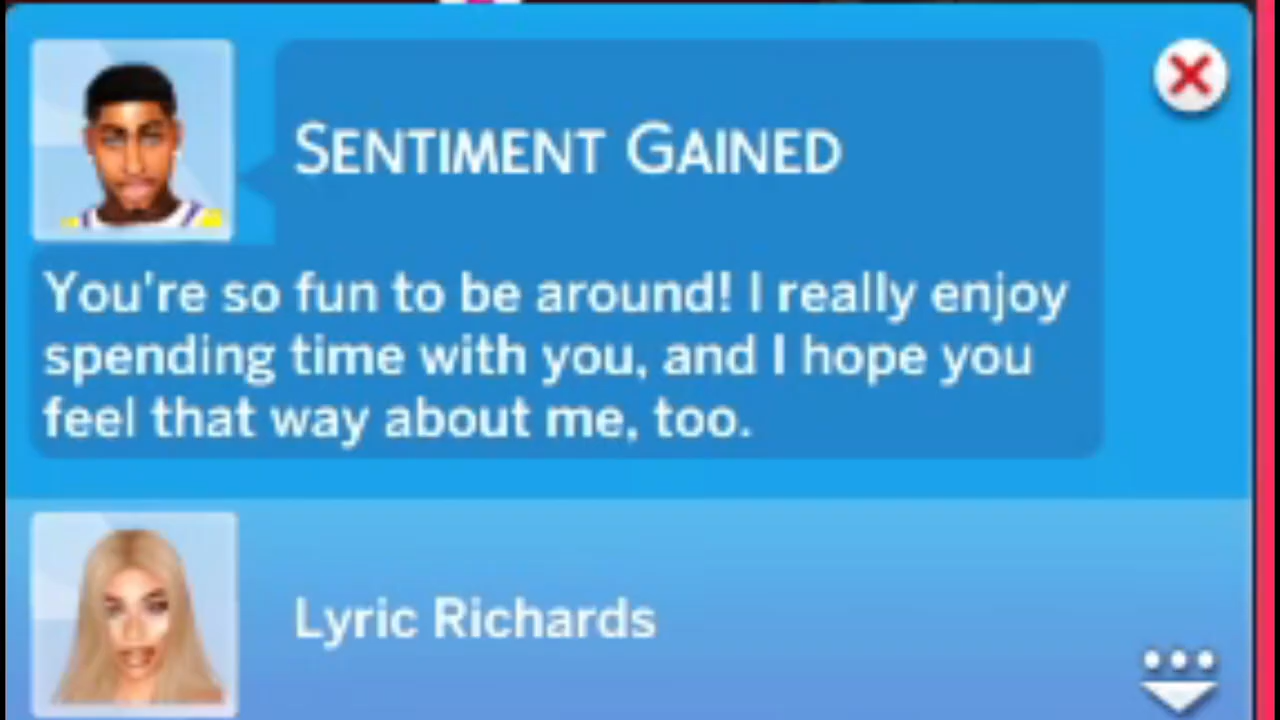 SENTIMENT GAINED
You're so fun to be around! I really enjoy
spending time with you, and I hope you
feel that way about me, too.
Lyric Richards